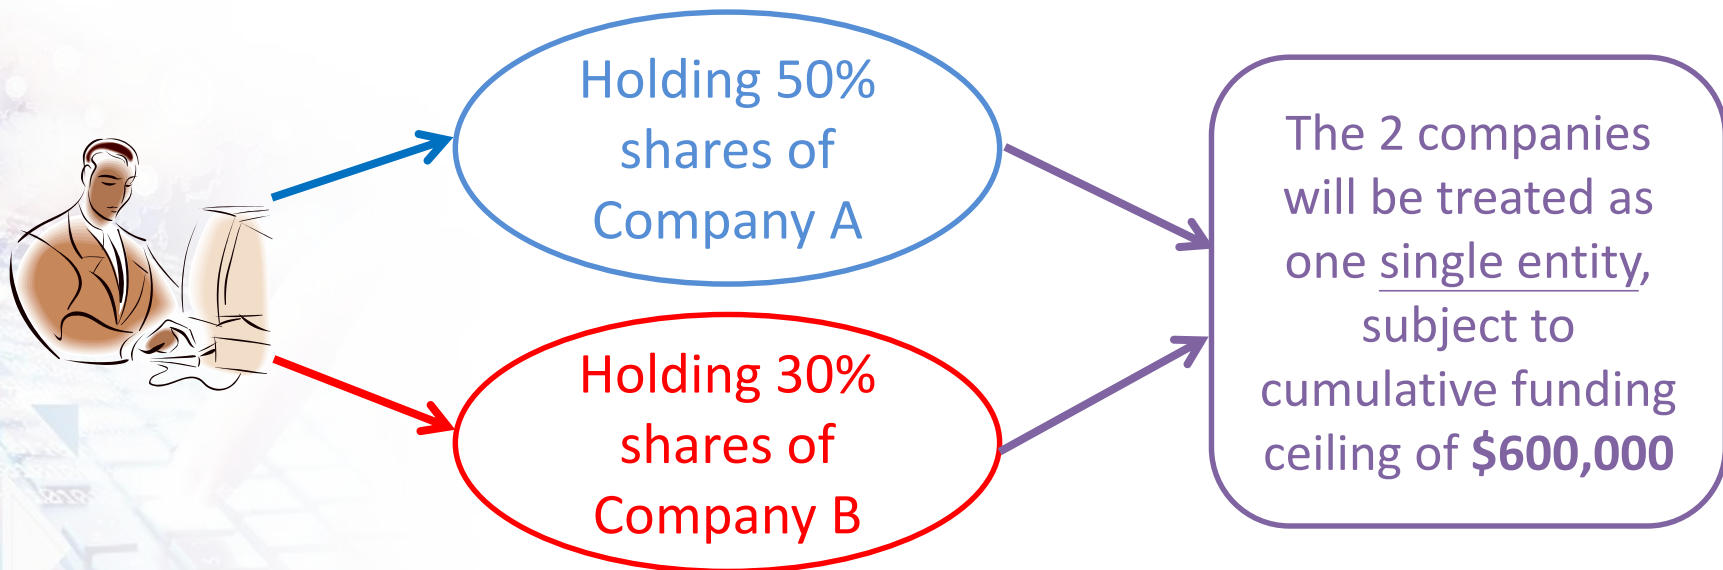 Holding 50%
shares of
Company A
Holding 30%
shares of
Company B
The 2 companies
will be treated as
one single entity,
subject to
cumulative funding
ceiling of $600,000